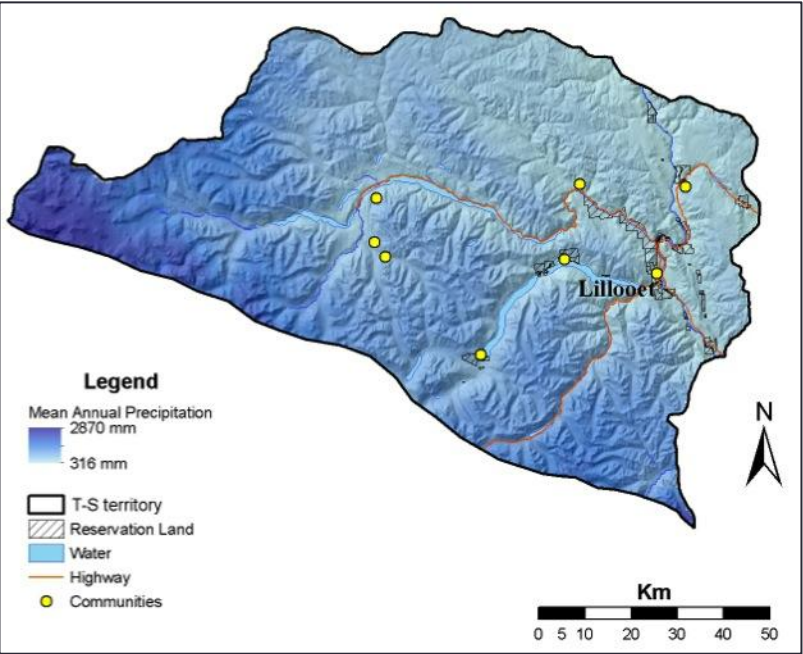 Lillooet
N
Legend
Mean Annual Precipitation
2870 mm
316 mm
T-S territory
Reservation Land
Water
Highway
Communities
Km
0 5 10 20 30 40 50